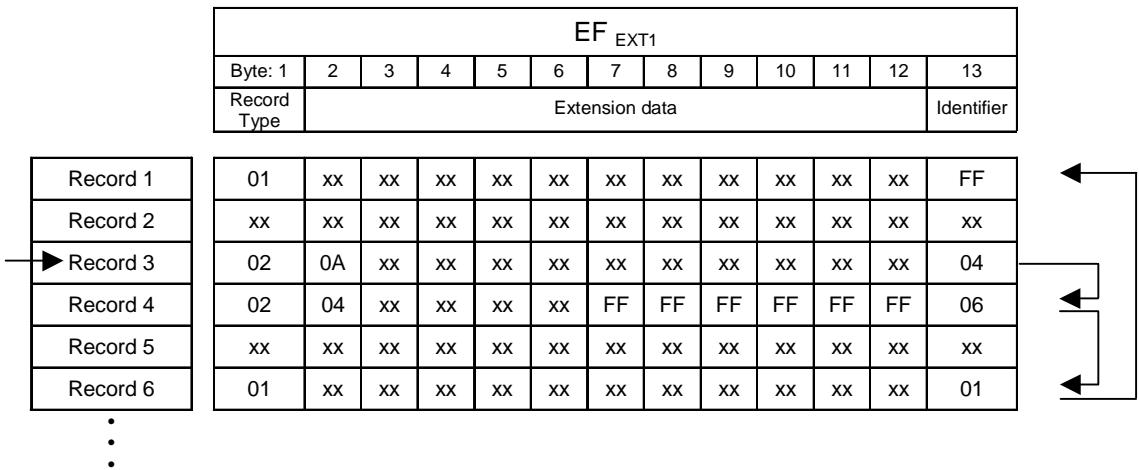 EF EXT1
Byte: 1 2 3 4 5 6 7 8 9 10 11 12 13
Record Type Extension data Identifier
Record 1 01 xx xx xx xx xx xx xx xx xx xx xx FF
Record 2 xx xx xx xx xx xx xx xx xx xx xx xx xx
Record 3 02 0A xx xx xx xx xx xx xx xx xx xx 04
Record 4 02 04 xx xx xx xx FF FF FF FF FF FF 06
Record 5 xx xx xx xx xx xx xx xx xx xx xx xx xx
Record 6 01 xx xx xx xx xx xx xx xx xx xx xx 01